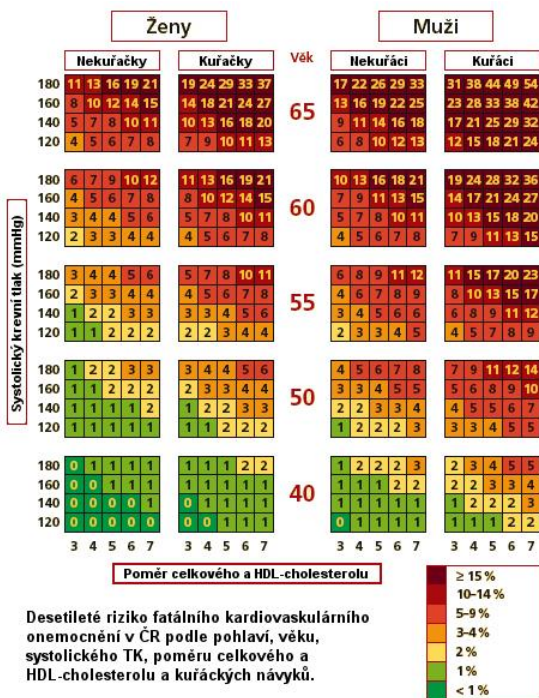 Ženy Muži
Nekuřačky Kuřačky Věk Nekuřáci Kuřáci
180 11 13 16 19 21 19 24 29 33 37 17 22 26 29 33 31 38 44 49 54
160 8 10 12 14 15 14 18 21 24 27 13 16 19 22 25 23 28 33 38 42
65
140 5 7 8 10 11 10 13 16 18 20 9 11 14 16 18 17 21 25 29 32
120 4 5 6 7 8 7 9 10 11 13 6 8 10 12 13 12 15 18 21 24
180 6 7 9 10 12 11 13 16 19 21 10 13 16 18 21 19 24 28 32 36
160 4 5 6 7 8 8 10 12 14 15 7 9 11 13 15 14 17 21 24 27
60
140 3 4 4 5 6 5 7 8 10 11 5 7 8 10 11 10 13 15 18 20
120 2 3 3 4 4 4 5 6 7 8 4 5 6 7 8 7 9 11 13 15
180 3 4 4 5 6 5 7 8 10 11 6 8 9 11 12 11 15 17 20 23
160 2 3 3 4 4 4 5 6 7 8 4 6 7 8 9 8 10 13 15 17
55
140 1 2 2 3 3 3 3 4 5 6 3 4 5 6 6 6 8 9 11 12
120 1 1 2 2 2 2 2 3 4 4 2 3 3 4 5 4 5 7 8 9
180 1 2 2 3 3 3 4 4 5 6 4 5 6 7 8 7 9 11 12 14
160 1 1 2 2 2 2 3 3 4 4 3 3 4 5 5 5 6 8 9 10
50
140 1 1 1 1 2 1 2 2 3 3 2 2 3 3 4 4 5 5 6 7
120 1 1 1 1 1 1 1 2 2 2 1 2 2 2 3 3 3 4 5 5
180 0 1 1 1 1 1 1 1 2 2 1 2 2 2 3 2 3 4 5 5
160 0 0 1 1 1 1 1 1 1 1 1 1 1 2 2 2 2 3 3 4
40
140 0 0 0 0 1 0 1 1 1 1 1 1 1 1 1 1 2 2 2 3
120 0 0 0 0 0 0 0 1 1 1 0 1 1 1 1 1 1 1 2 2
3 4 5 6 7 3 4 5 6 7 3 4 5 6 7 3 4 5 6 7
Systolický krevní tlak (mmHg)
Poměr celkového a HDL-cholesterolu
Desetileté riziko fatálního kardiovaskulárního
onemocnění v ČR podle pohlaví, věku,
systolického TK, poměru celkového a
HDL-cholesterolu a kuřáckých návyků.
≥ 15 %
10–14 %
5–9 %
3–4 %
2 %
1 %
< 1 %